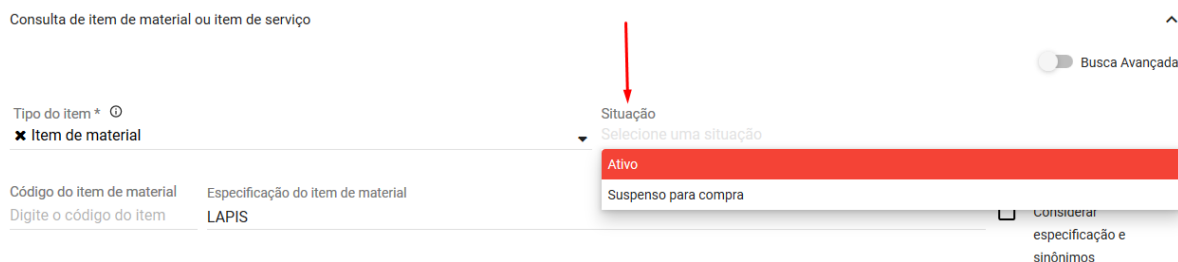 Consulta de item de material ou item de serviço
Busca Avançada
Tipo do item *
Situação
Item de material
Selecione uma situação
Ativo
Suspenso para compra
Código do item de material
Especificação do item de material
Digite o código do item
LAPIS
Considerar
especificação e
sinônimos